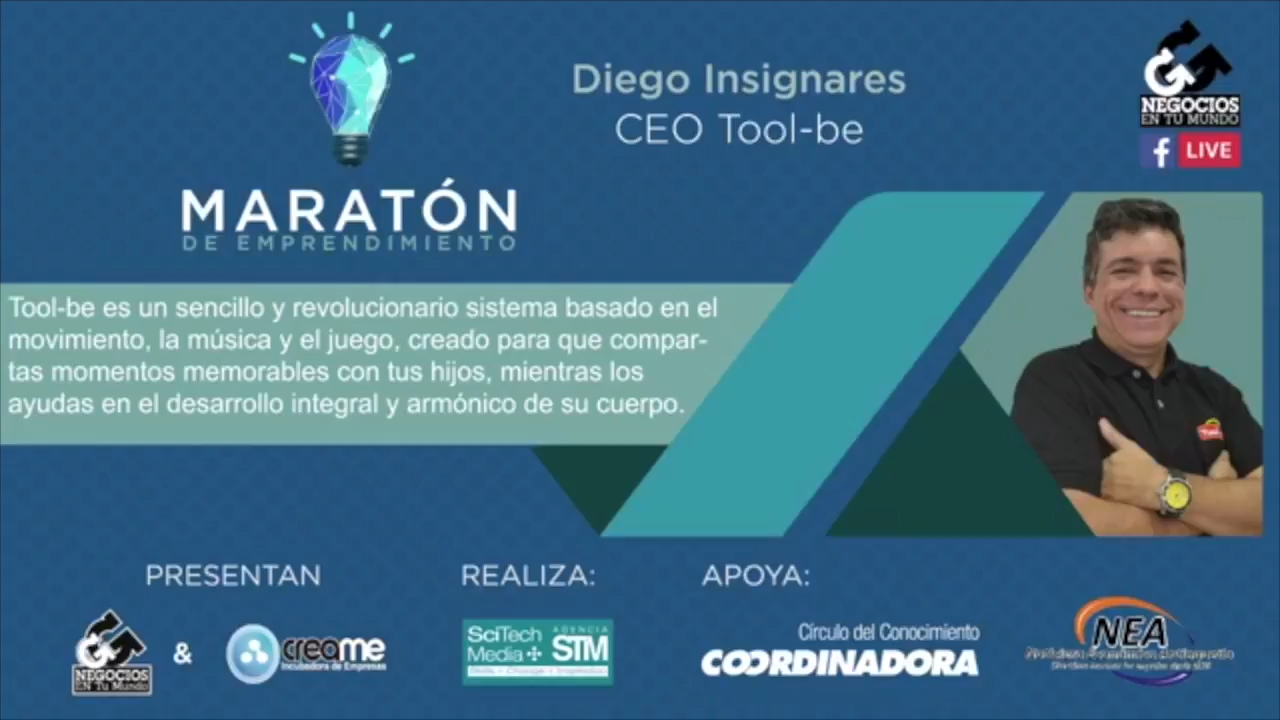 Diego Insignares
CEO Tool-be
NEGOCIOS
EN TU MUNDO
f LIVE
MARATÓN
DE EMPRENDIMIENTO
Tool-be es un sencillo y revolucionario sistema basado en el
movimiento, la música y el juego, creado para que compar-
tas momentos memorables con tus hijos, mientras los
ayudas en el desarrollo integral y armónico de su cuerpo.
PRESENTAN
REALIZA:
APOYA:
NEGOCIOS
EN TU MUNDO
&
creame
Incubadora de Empresas
SciTech
Media
AGENCIA
STM
Círculo del Conocimiento
COORDINADORA
NEA